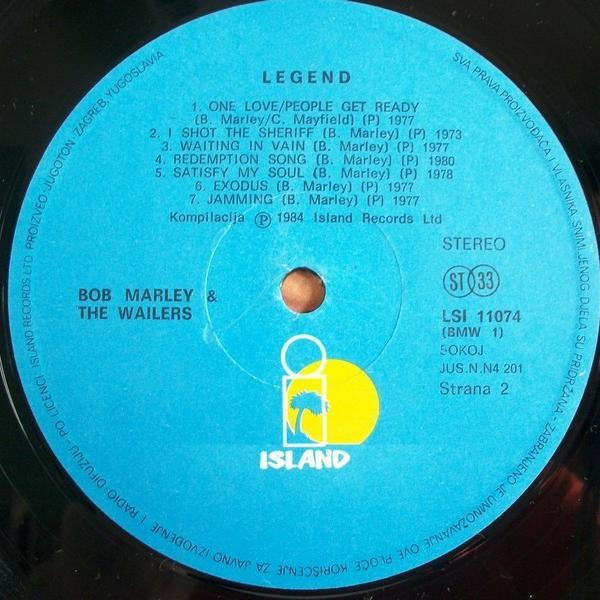 LEGEND
1. ONE LOVE/PEOPLE GET READY
(B. Marley/C. Mayfield) (P) 1977
2. I SHOT THE SHERIFF (B. Marley) (P) 1973
3. WAITING IN VAIN (B. Marley) (P) 1977
4. REDEMPTION SONG (B. Marley) (P) 1980
5. SATISFY MY SOUL (B. Marley) (P) 1978
6. EXODUS (B. Marley) (P) 1977
7. JAMMING (B. Marley) (P) 1977
Kompilacija Ⓟ 1984 Island Records Ltd
STEREO
ST 33
BOB MARLEY &
THE WAILERS
LSI 11074
(BMW 1)
SOKOJ
JUS.N.N4 201
Strana 2
ISLAND
SVA PRAVA PROIZVOĐAČA I VLASNIKA SNIMLJENOG DJELA SU PRIDRŽANA - ZABRANJENO JE UMNOŽAVANJE OVE PLOČE, KORIŠĆENJE ZA JAVNO IZVOĐENJE I RADIO DIFUZIJU - PO LICENCI ISLAND RECORDS LTD. PROIZVEO JUGOTON - ZAGREB, YUGOSLAVIA